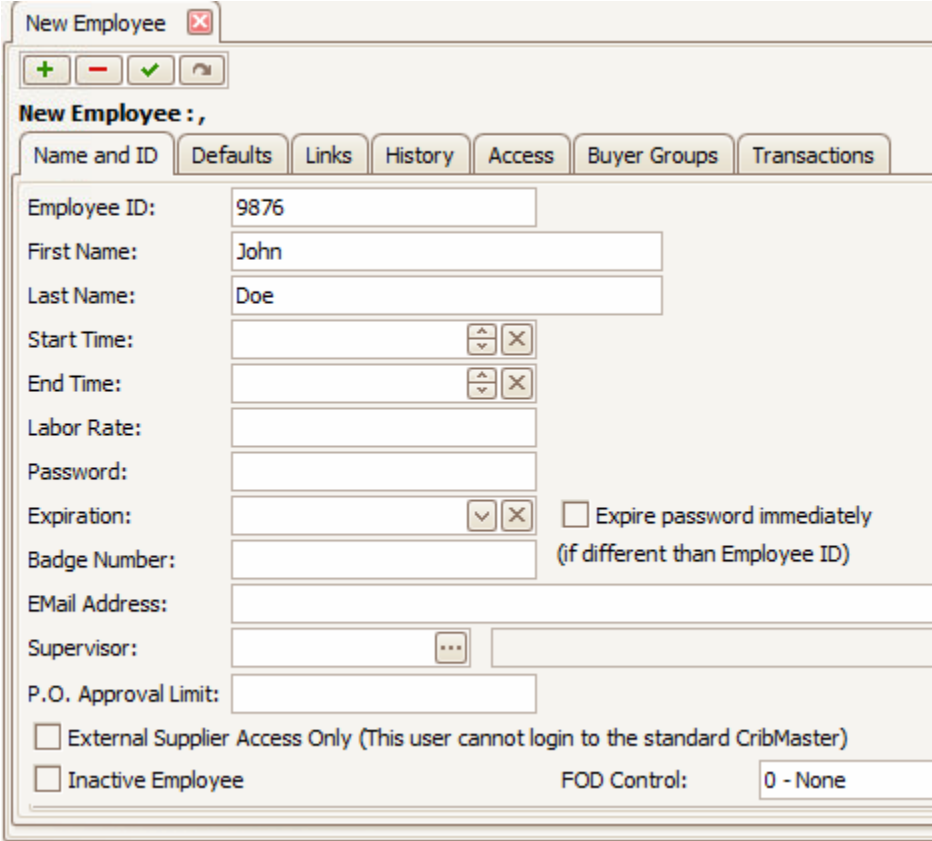 New Employee
New Employee : ,
Name and ID Defaults Links History Access Buyer Groups Transactions
Employee ID: 9876
First Name: John
Last Name: Doe
Start Time:
End Time:
Labor Rate:
Password:
Expiration: Expire password immediately
Badge Number: (if different than Employee ID)
EMail Address:
Supervisor: ...
P.O. Approval Limit:
External Supplier Access Only (This user cannot login to the standard CribMaster)
Inactive Employee FOD Control: 0 - None